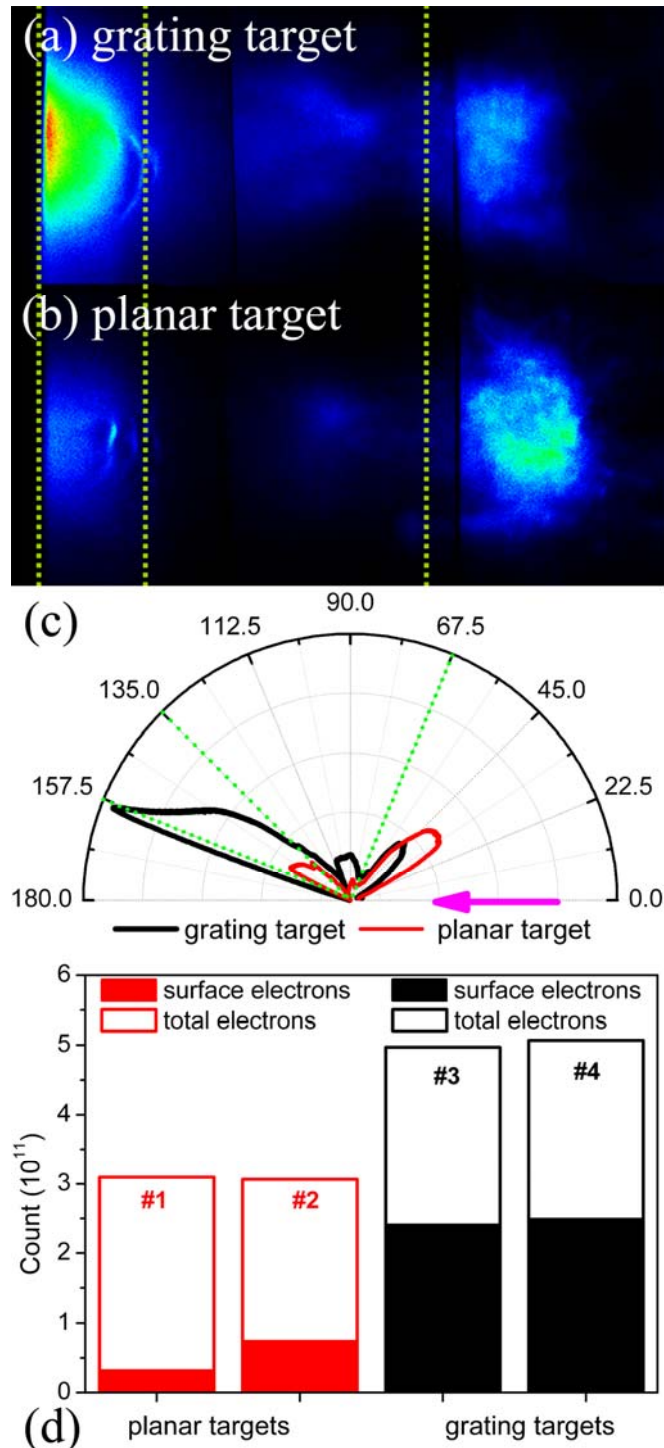 (a) grating target
(b) planar target
(c)
90.0
112.5
67.5
135.0
45.0
157.5
22.5
180.0
0.0
grating target
planar target
6
surface electrons
surface electrons
total electrons
total electrons
5
#3
#4
4
3
#1
#2
2
1
0
Count (10¹¹)
planar targets
grating targets
(d)